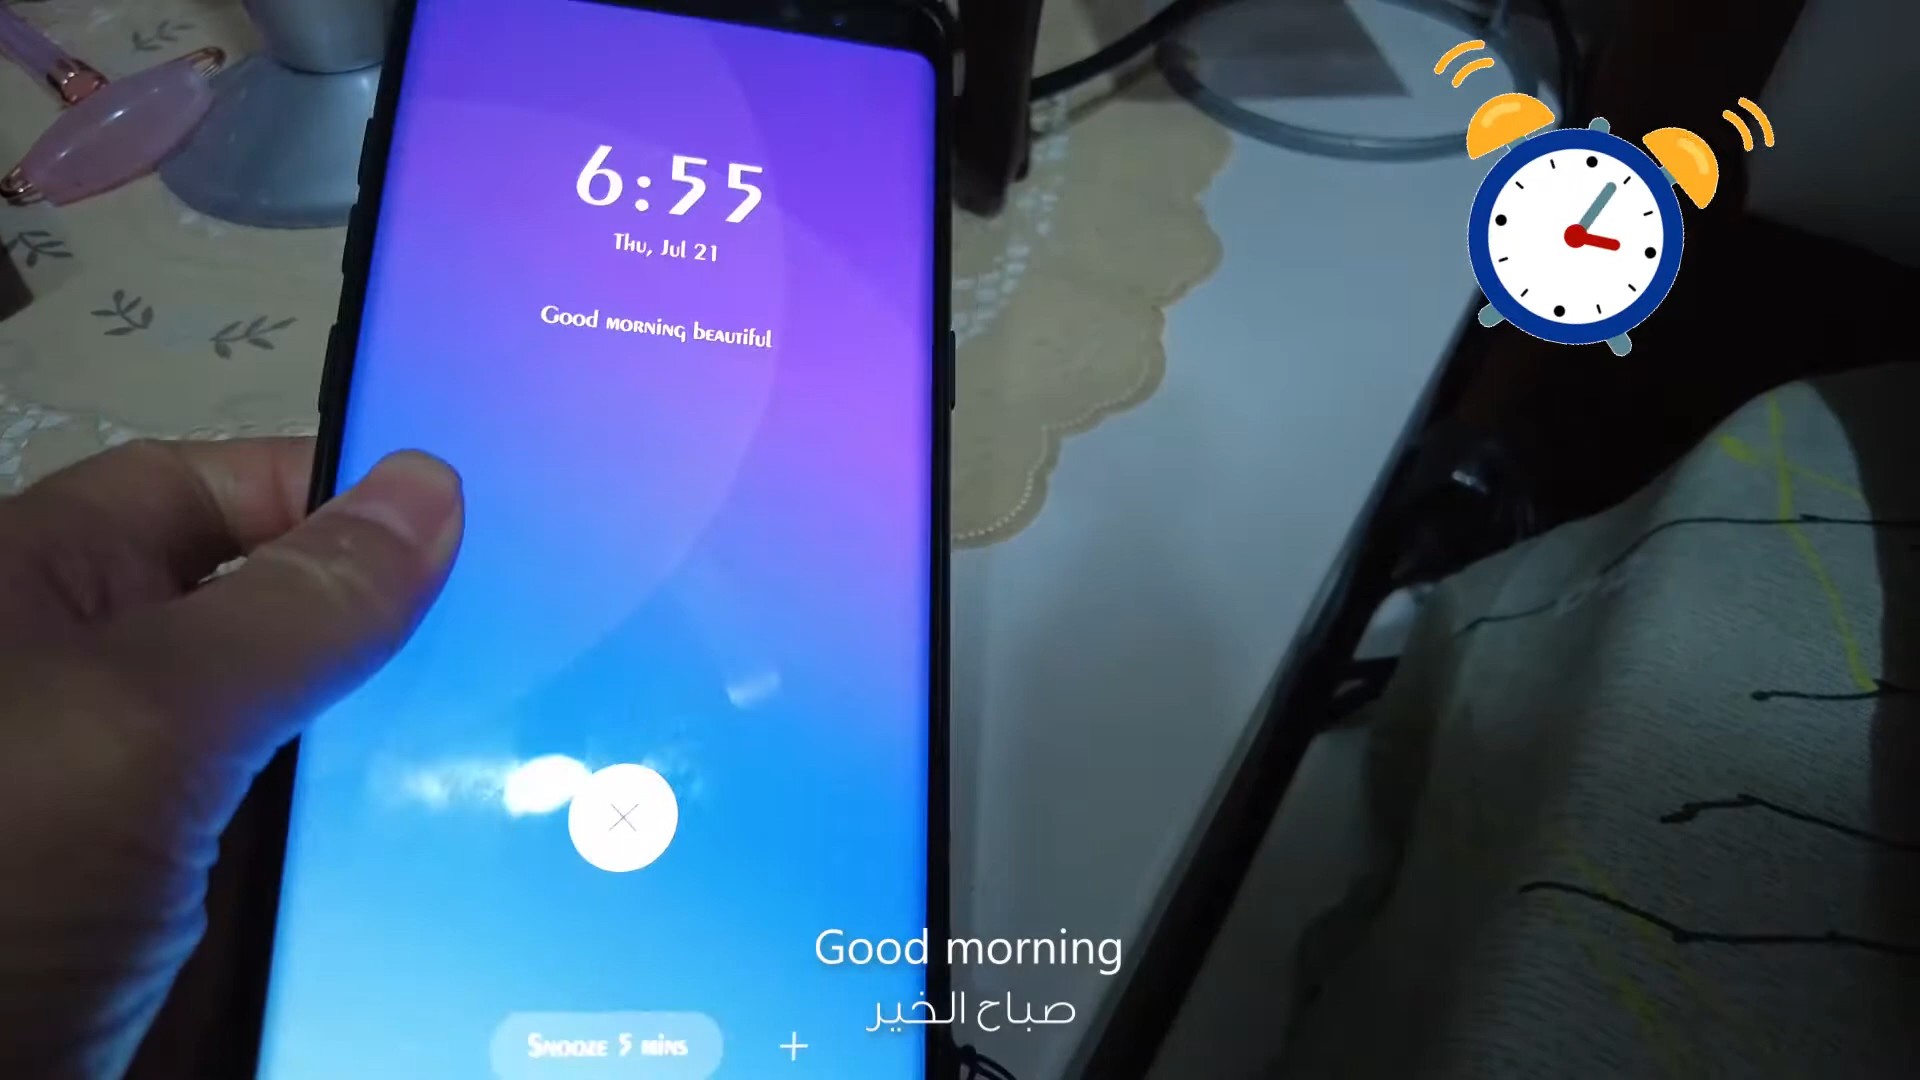 6:55
Thu, Jul 21
Good morning beautiful
Snooze 5 mins
Good morning
صباح الخير